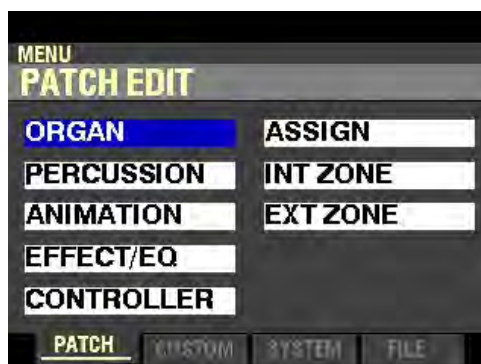 MENU
PATCH EDIT
ORGAN
PERCUSSION
ANIMATION
EFFECT/EQ
CONTROLLER
ASSIGN
INT ZONE
EXT ZONE
PATCH CUSTOM SYSTEM FILE